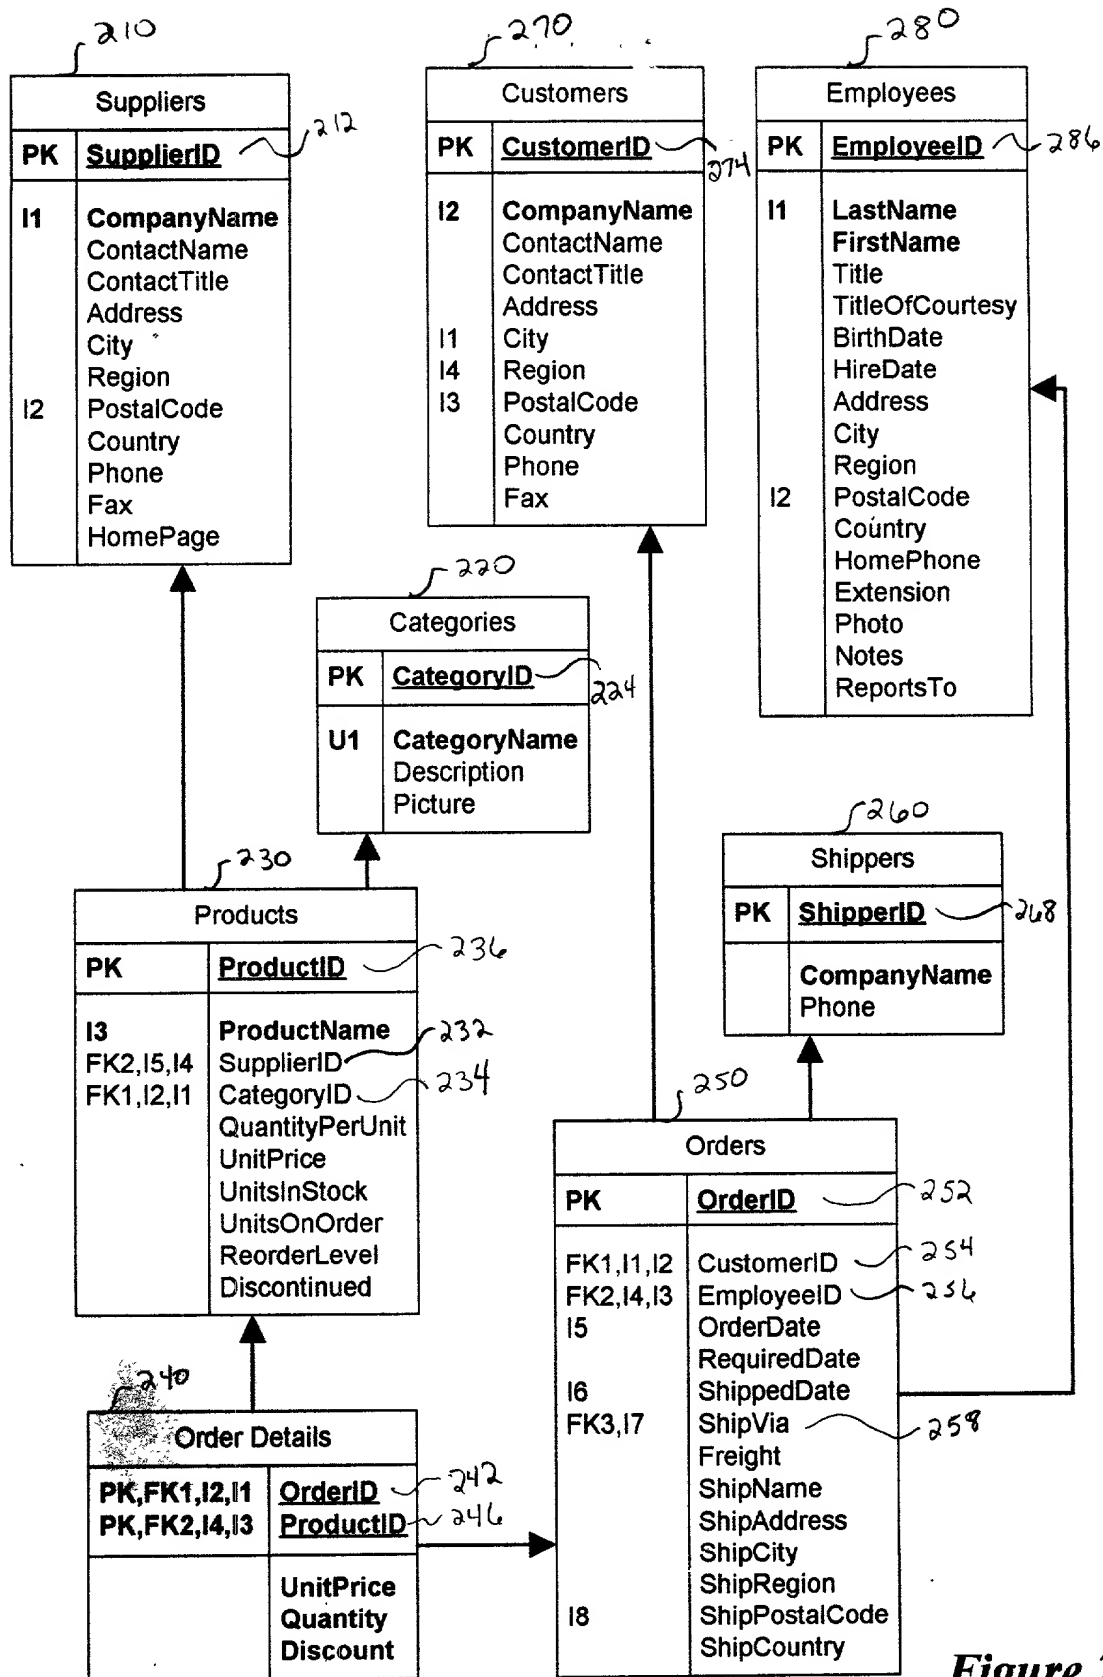 210
Suppliers
PK SupplierID 212
I1 CompanyName
ContactName
ContactTitle
Address
City
Region
I2 PostalCode
Country
Phone
Fax
HomePage
270
Customers
PK CustomerID 274
I2 CompanyName
ContactName
ContactTitle
Address
I1 City
I4 Region
I3 PostalCode
Country
Phone
Fax
280
Employees
PK EmployeeID 286
I1 LastName
FirstName
Title
TitleOfCourtesy
BirthDate
HireDate
Address
City
Region
I2 PostalCode
Country
HomePhone
Extension
Photo
Notes
ReportsTo
220
Categories
PK CategoryID 224
U1 CategoryName
Description
Picture
260
Shippers
PK ShipperID 268
CompanyName
Phone
230
Products
PK ProductID 236
I3 ProductName
FK2,I5,I4 SupplierID 232
FK1,I2,I1 CategoryID 234
QuantityPerUnit
UnitPrice
UnitsInStock
UnitsOnOrder
ReorderLevel
Discontinued
250
Orders
PK OrderID 252
FK1,I1,I2 CustomerID 254
FK2,I4,I3 EmployeeID 256
I5 OrderDate
RequiredDate
I6 ShippedDate
FK3,I7 ShipVia 258
Freight
ShipName
ShipAddress
ShipCity
ShipRegion
I8 ShipPostalCode
ShipCountry
240
Order Details
PK,FK1,I2,I1 OrderID 242
PK,FK2,I4,I3 ProductID 246
UnitPrice
Quantity
Discount
Figure